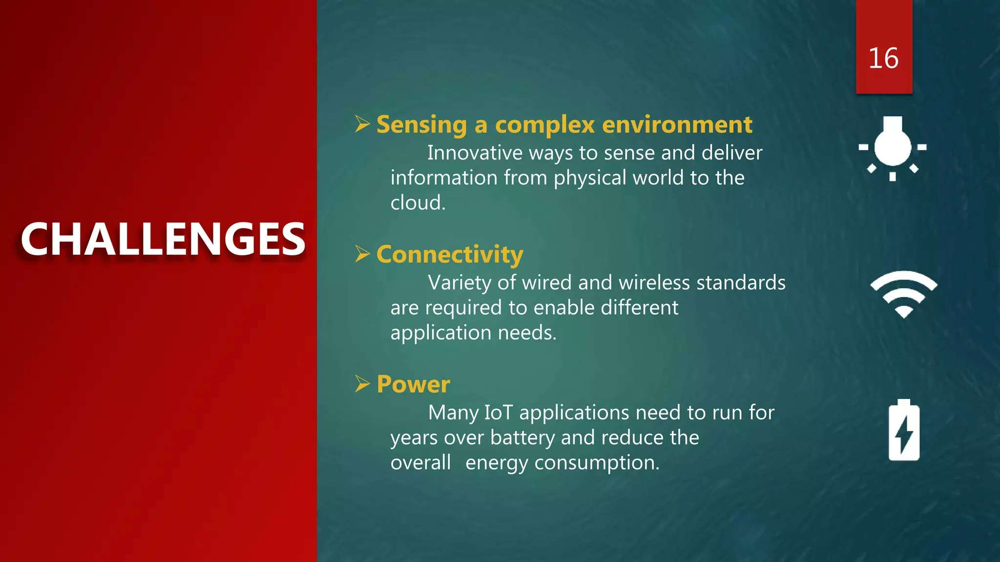 16
CHALLENGES
➢ Sensing a complex environment
Innovative ways to sense and deliver
information from physical world to the
cloud.
➢ Connectivity
Variety of wired and wireless standards
are required to enable different
application needs.
➢ Power
Many IoT applications need to run for
years over battery and reduce the
overall energy consumption.